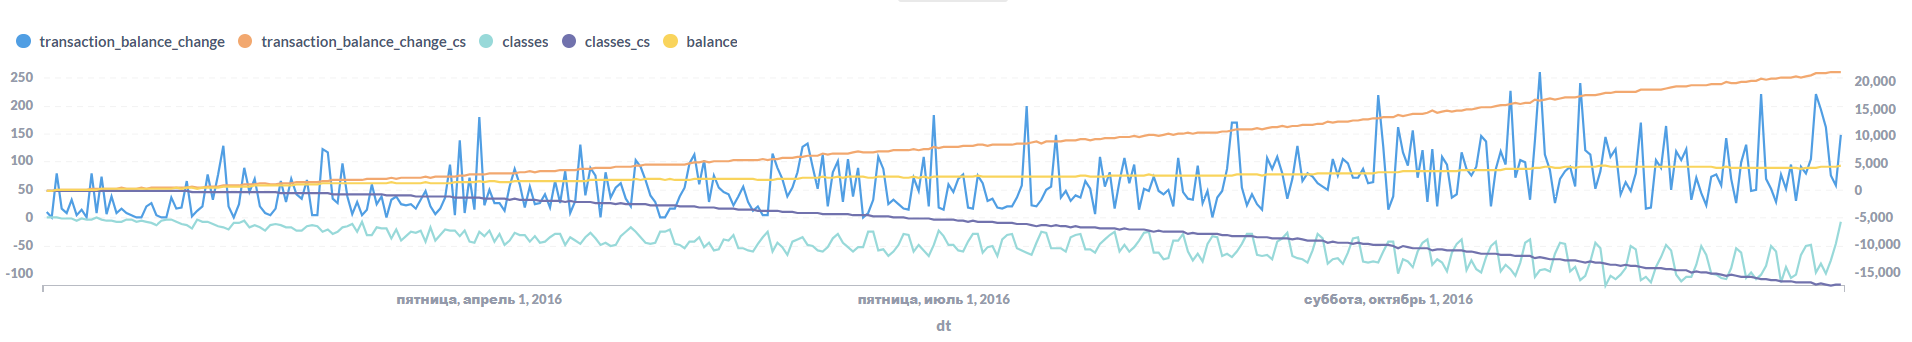 transaction_balance_change transaction_balance_change_cs classes classes_cs balance
250 20,000
200 15,000
150 10,000
100 5,000
50 0
0 -5,000
-50 -10,000
-100 -15,000
пятница, апрель 1, 2016 пятница, июль 1, 2016 суббота, октябрь 1, 2016
dt